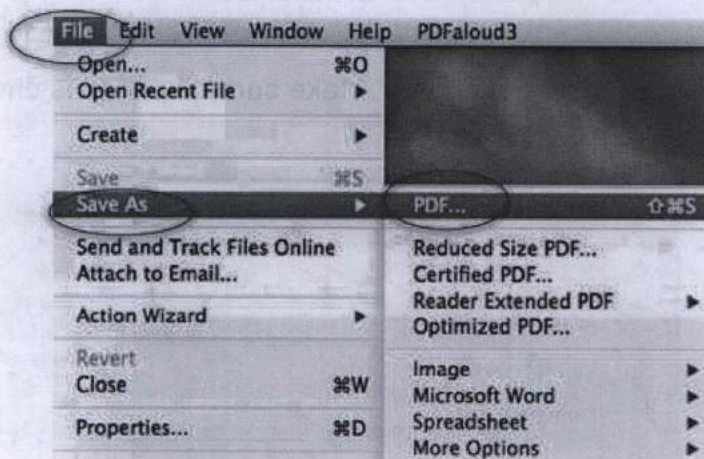 File Edit View Window Help PDFaloud3
Open... ⌘O
Open Recent File ▶
Create ▶
Save ⌘S
Save As ▶
Send and Track Files Online
Attach to Email...
Action Wizard ▶
Revert
Close ⌘W
Properties... ⌘D
PDF... ⇧⌘S
Reduced Size PDF...
Certified PDF...
Reader Extended PDF ▶
Optimized PDF...
Image ▶
Microsoft Word ▶
Spreadsheet ▶
More Options ▶